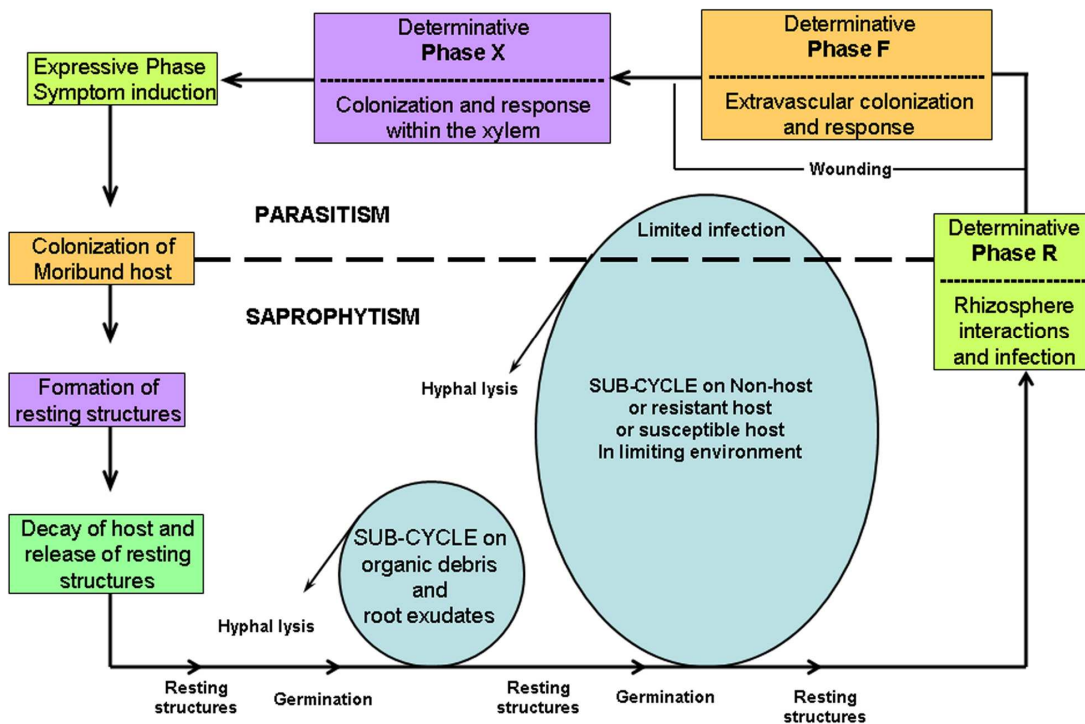 Expressive Phase
Symptom induction
Determinative
Phase X
Colonization and response
within the xylem
Determinative
Phase F
Extravascular colonization
and response
Wounding
PARASITISM
Limited infection
Colonization of
Moribund host
Determinative
Phase R
Rhizosphere
interactions
and infection
SAPROPHYTISM
Hyphal lysis
Formation of
resting structures
SUB-CYCLE on Non-host
or resistant host
or susceptible host
In limiting environment
Decay of host and
release of resting
structures
SUB-CYCLE on
organic debris
and
root exudates
Hyphal lysis
Resting
structures
Germination
Resting
structures
Germination
Resting
structures